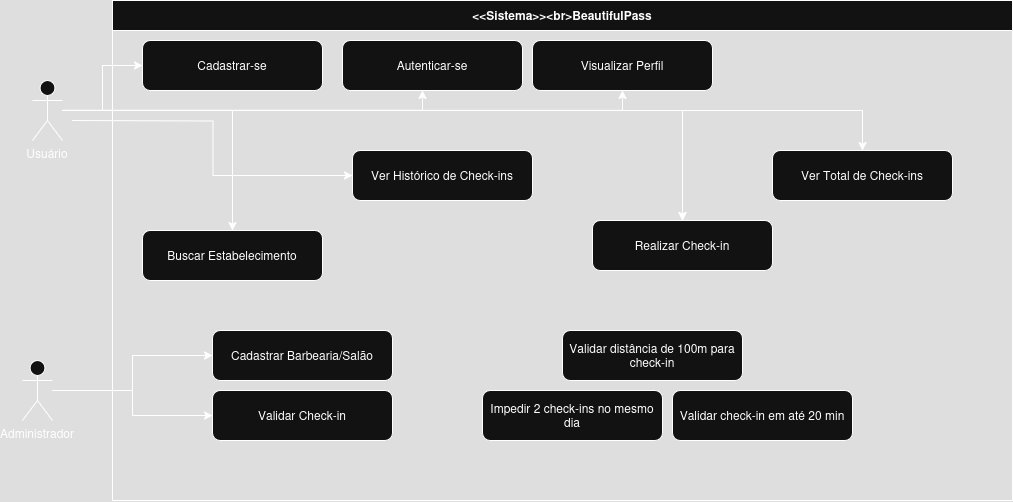 <<Sistema>><br>BeautifulPass
Cadastrar-se
Autenticar-se
Visualizar Perfil
Usuário
Ver Histórico de Check-ins
Ver Total de Check-ins
Buscar Estabelecimento
Realizar Check-in
Cadastrar Barbearia/Salão
Validar distância de 100m para
check-in
Administrador
Validar Check-in
Impedir 2 check-ins no mesmo
dia
Validar check-in em até 20 min